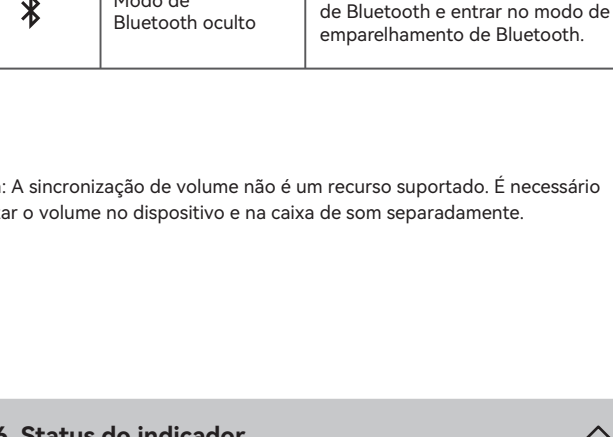 Modo de
Bluetooth oculto
de Bluetooth e entrar no modo de
emparelhamento de Bluetooth.
: A sincronização de volume não é um recurso suportado. É necessário
o volume no dispositivo e na caixa de som separadamente.
Status do indicador